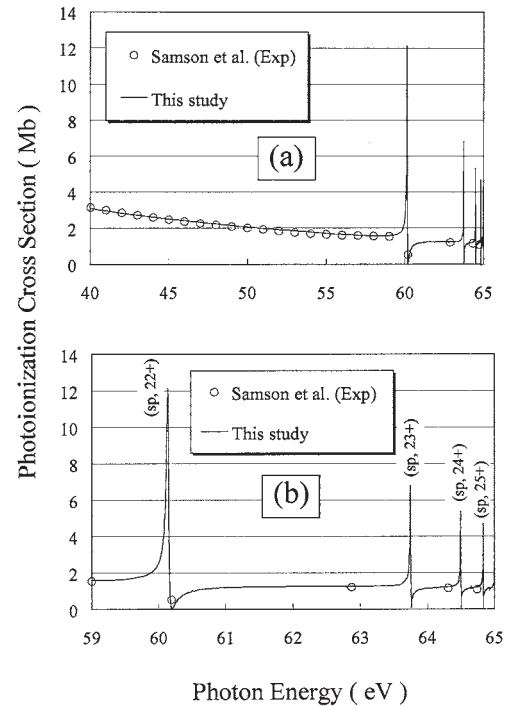 Photoionization Cross Section ( Mb )
14
12
10
8
6
4
2
0
Samson et al. (Exp)
This study
(a)
40
45
50
55
60
65
14
12
10
8
6
4
2
0
(sp, 22+)
Samson et al. (Exp)
This study
(b)
(sp, 23+)
(sp, 24+)
(sp, 25+)
59
60
61
62
63
64
65
Photon Energy ( eV )